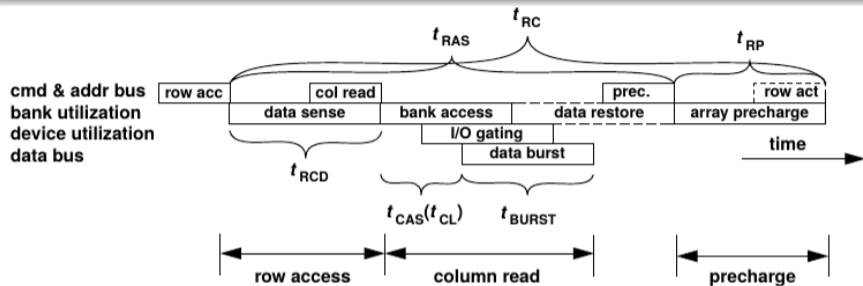 tRC
tRAS
tRP
cmd & addr bus row acc col read prec. row act
bank utilization data sense bank access data restore array precharge
device utilization I/O gating
data bus data burst
time
tRCD
tCAS(tCL) tBURST
row access column read precharge